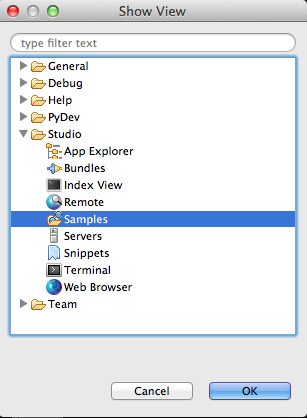 Show View
type filter text
General
Debug
Help
PyDev
Studio
App Explorer
Bundles
Index View
Remote
Samples
Servers
Snippets
Terminal
Web Browser
Team
Cancel OK